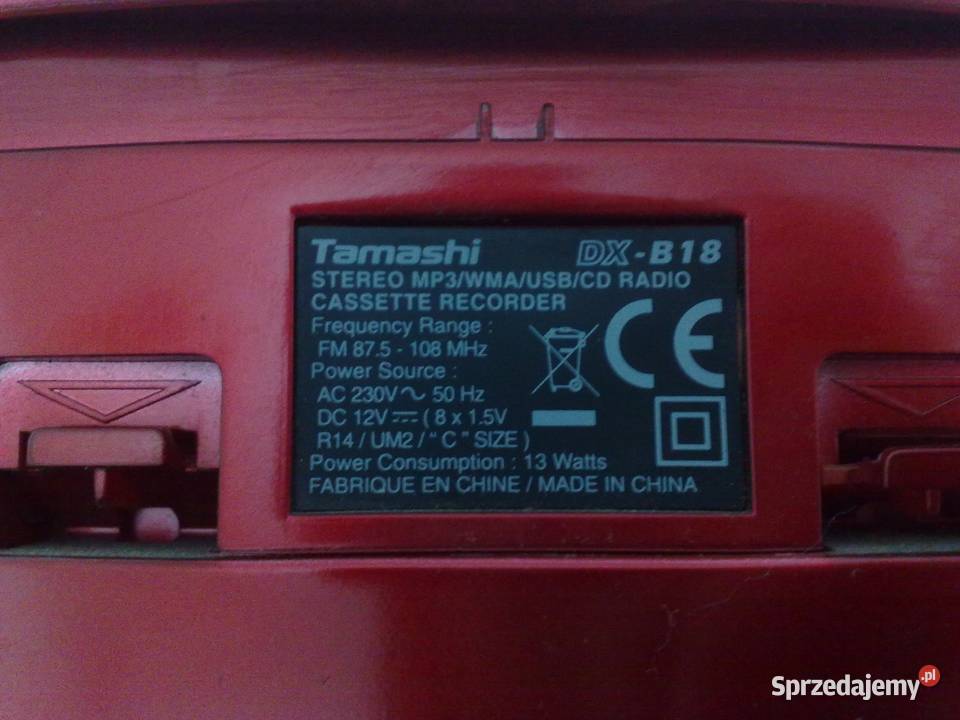 Tamashi DX-B18
STEREO MP3/WMA/USB/CD RADIO
CASSETTE RECORDER
Frequency Range :
FM 87.5 - 108 MHz
Power Source :
AC 230V ~ 50 Hz
DC 12V ⎓ ( 8 x 1.5V
R14 / UM2 / “ C ” SIZE )
Power Consumption : 13 Watts
FABRIQUE EN CHINE / MADE IN CHINA
CE
Sprzedajemy.pl